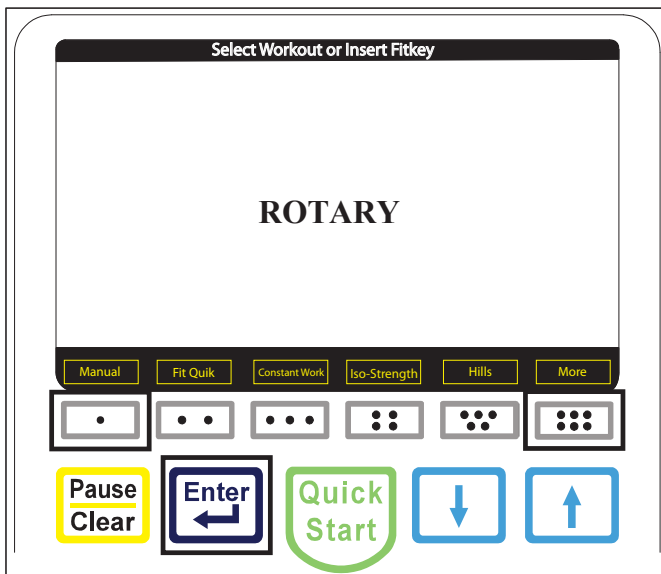 Select Workout or Insert Fitkey
ROTARY
Manual Fit Quik Constant Work Iso-Strength Hills More
Pause Enter Quick
Clear Start